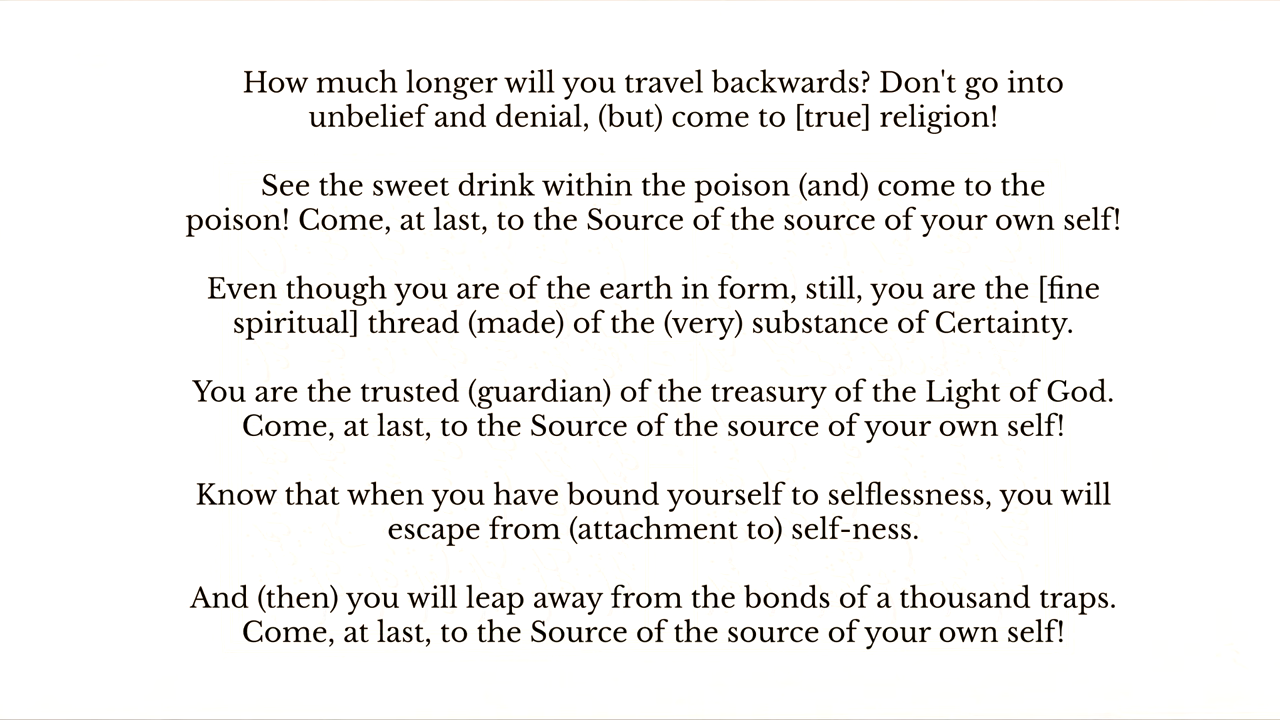 How much longer will you travel backwards? Don't go into
unbelief and denial, (but) come to [true] religion!
See the sweet drink within the poison (and) come to the
poison! Come, at last, to the Source of the source of your own self!
Even though you are of the earth in form, still, you are the [fine
spiritual] thread (made) of the (very) substance of Certainty.
You are the trusted (guardian) of the treasury of the Light of God.
Come, at last, to the Source of the source of your own self!
Know that when you have bound yourself to selflessness, you will
escape from (attachment to) self-ness.
And (then) you will leap away from the bonds of a thousand traps.
Come, at last, to the Source of the source of your own self!